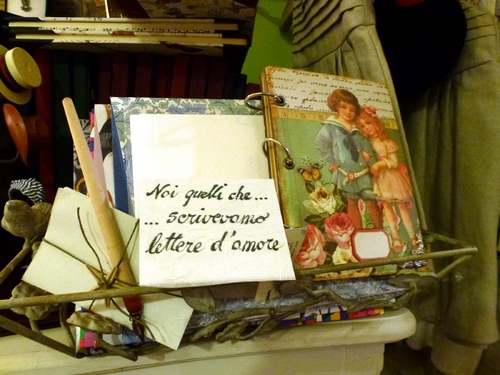 Noi quelli che...
... scrivevamo
lettere d'amore